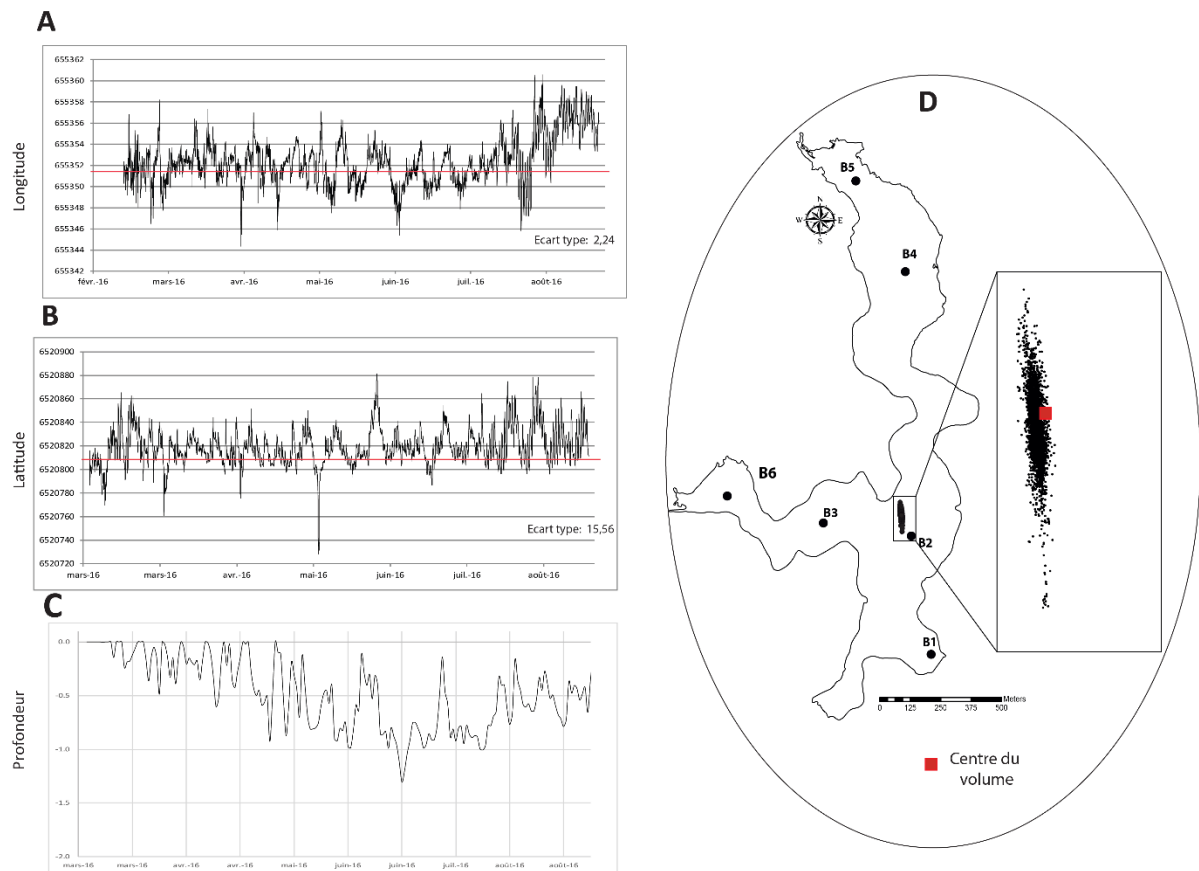 A
655362
655360
655358
655356
655354
655352
655350
655348
655346
655344
655342
Longitude
Ecart type: 2,24
févr.-16 mars-16 avr.-16 mai-16 juin-16 juil.-16 août-16
B
6520900
6520880
6520860
6520840
6520820
6520800
6520780
6520760
6520740
6520720
Latitude
Ecart type: 15,56
mars-16 mars-16 avr.-16 mai-16 juin-16 juil.-16 août-16
C
0.0
-0.5
-1.0
-1.5
-2.0
Profondeur
mars-16 mars-16 avr.-16 avr.-16 mai-16 juin-16 juin-16 juil.-16 août-16 août-16
D
B5
N
W E
S
B4
B6
B3
B2
B1
Meters
0 125 250 375 500
Centre du
volume